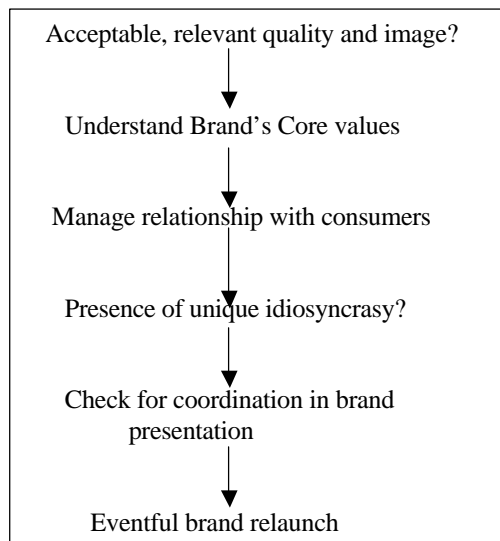 Acceptable, relevant quality and image?
Understand Brand’s Core values
Manage relationship with consumers
Presence of unique idiosyncrasy?
Check for coordination in brand
presentation
Eventful brand relaunch